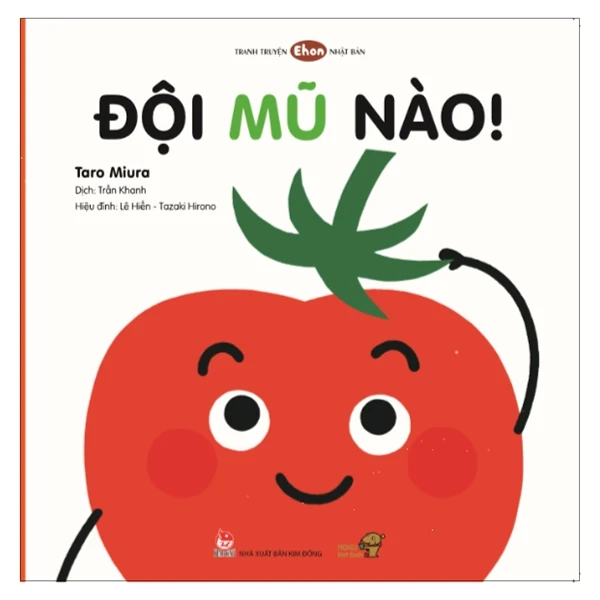 TRANH TRUYỆN Ehon NHẬT BẢN
ĐỘI MŨ NÀO!
Taro Miura
Dịch: Trần Khanh
Hiệu đính: Lê Hiền - Tazaki Hirono
NHÀ XUẤT BẢN KIM ĐỒNG